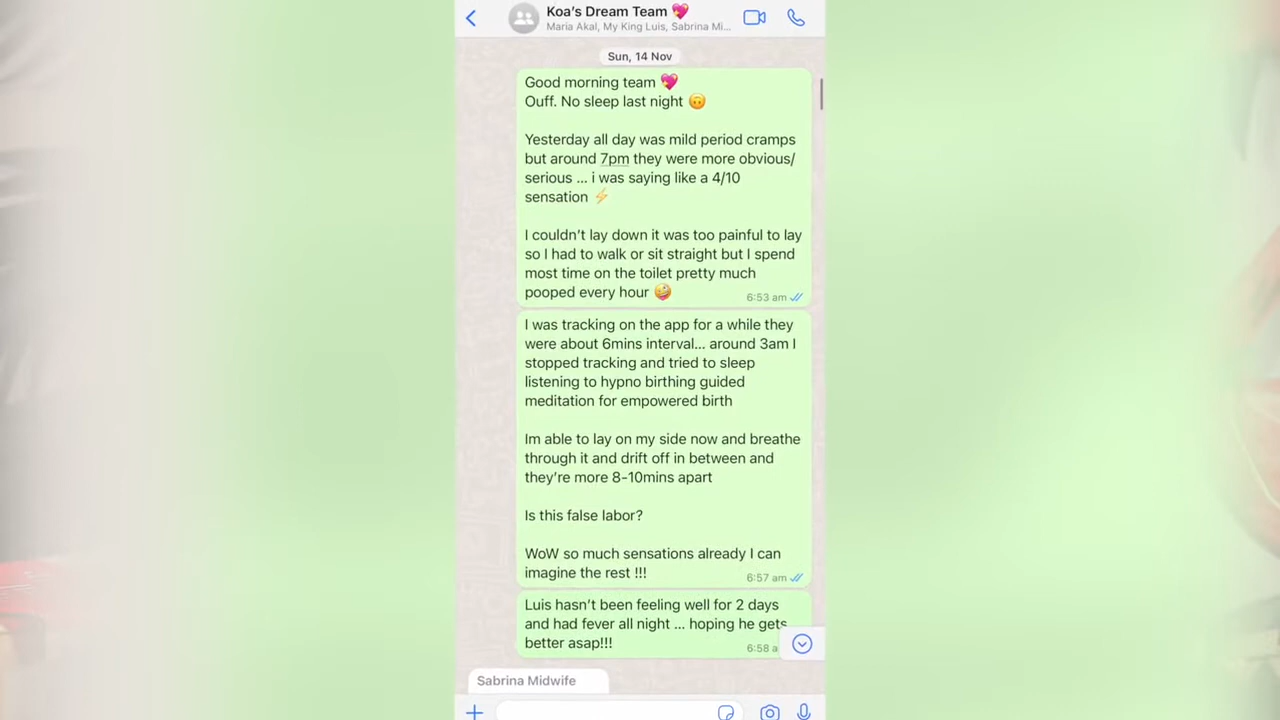 Koa's Dream Team 💖
Maria Akal, My King Luis, Sabrina Mi...
Sun, 14 Nov
Good morning team 💖
Ouff. No sleep last night 🙃
Yesterday all day was mild period cramps
but around 7pm they were more obvious/
serious ... i was saying like a 4/10
sensation ⚡
I couldn't lay down it was too painful to lay
so I had to walk or sit straight but I spend
most time on the toilet pretty much
pooped every hour 🤪
6:53 am
I was tracking on the app for a while they
were about 6mins interval... around 3am I
stopped tracking and tried to sleep
listening to hypno birthing guided
meditation for empowered birth
Im able to lay on my side now and breathe
through it and drift off in between and
they're more 8-10mins apart
Is this false labor?
WoW so much sensations already I can
imagine the rest !!!
6:57 am
Luis hasn't been feeling well for 2 days
and had fever all night ... hoping he gets
better asap!!!
6:58 a
Sabrina Midwife